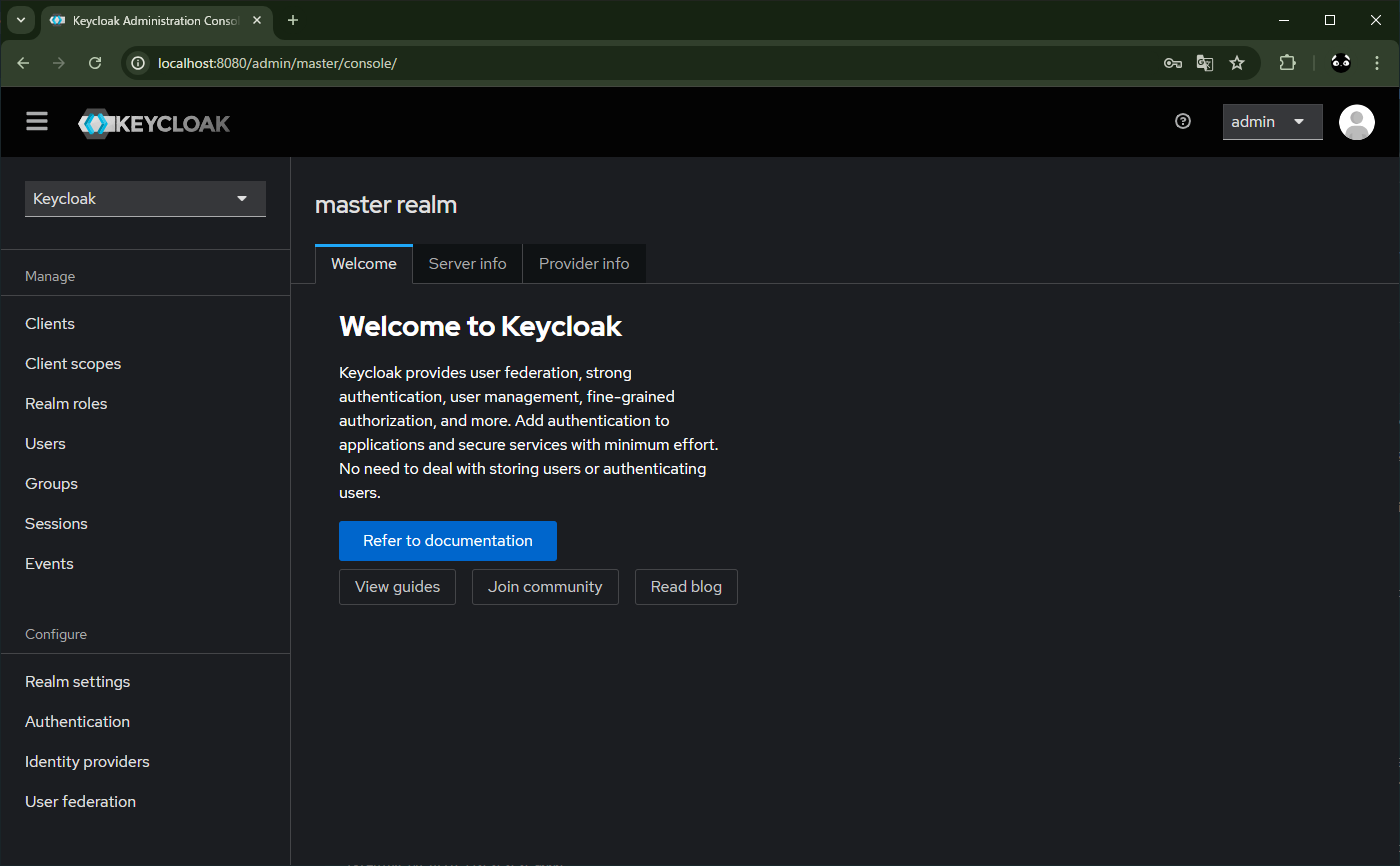 Keycloak Administration Conso
localhost:8080/admin/master/console/
KEYCLOAK
admin
Keycloak
Manage
Clients
Client scopes
Realm roles
Users
Groups
Sessions
Events
Configure
Realm settings
Authentication
Identity providers
User federation
master realm
Welcome
Server info
Provider info
Welcome to Keycloak
Keycloak provides user federation, strong
authentication, user management, fine-grained
authorization, and more. Add authentication to
applications and secure services with minimum effort.
No need to deal with storing users or authenticating
users.
Refer to documentation
View guides
Join community
Read blog